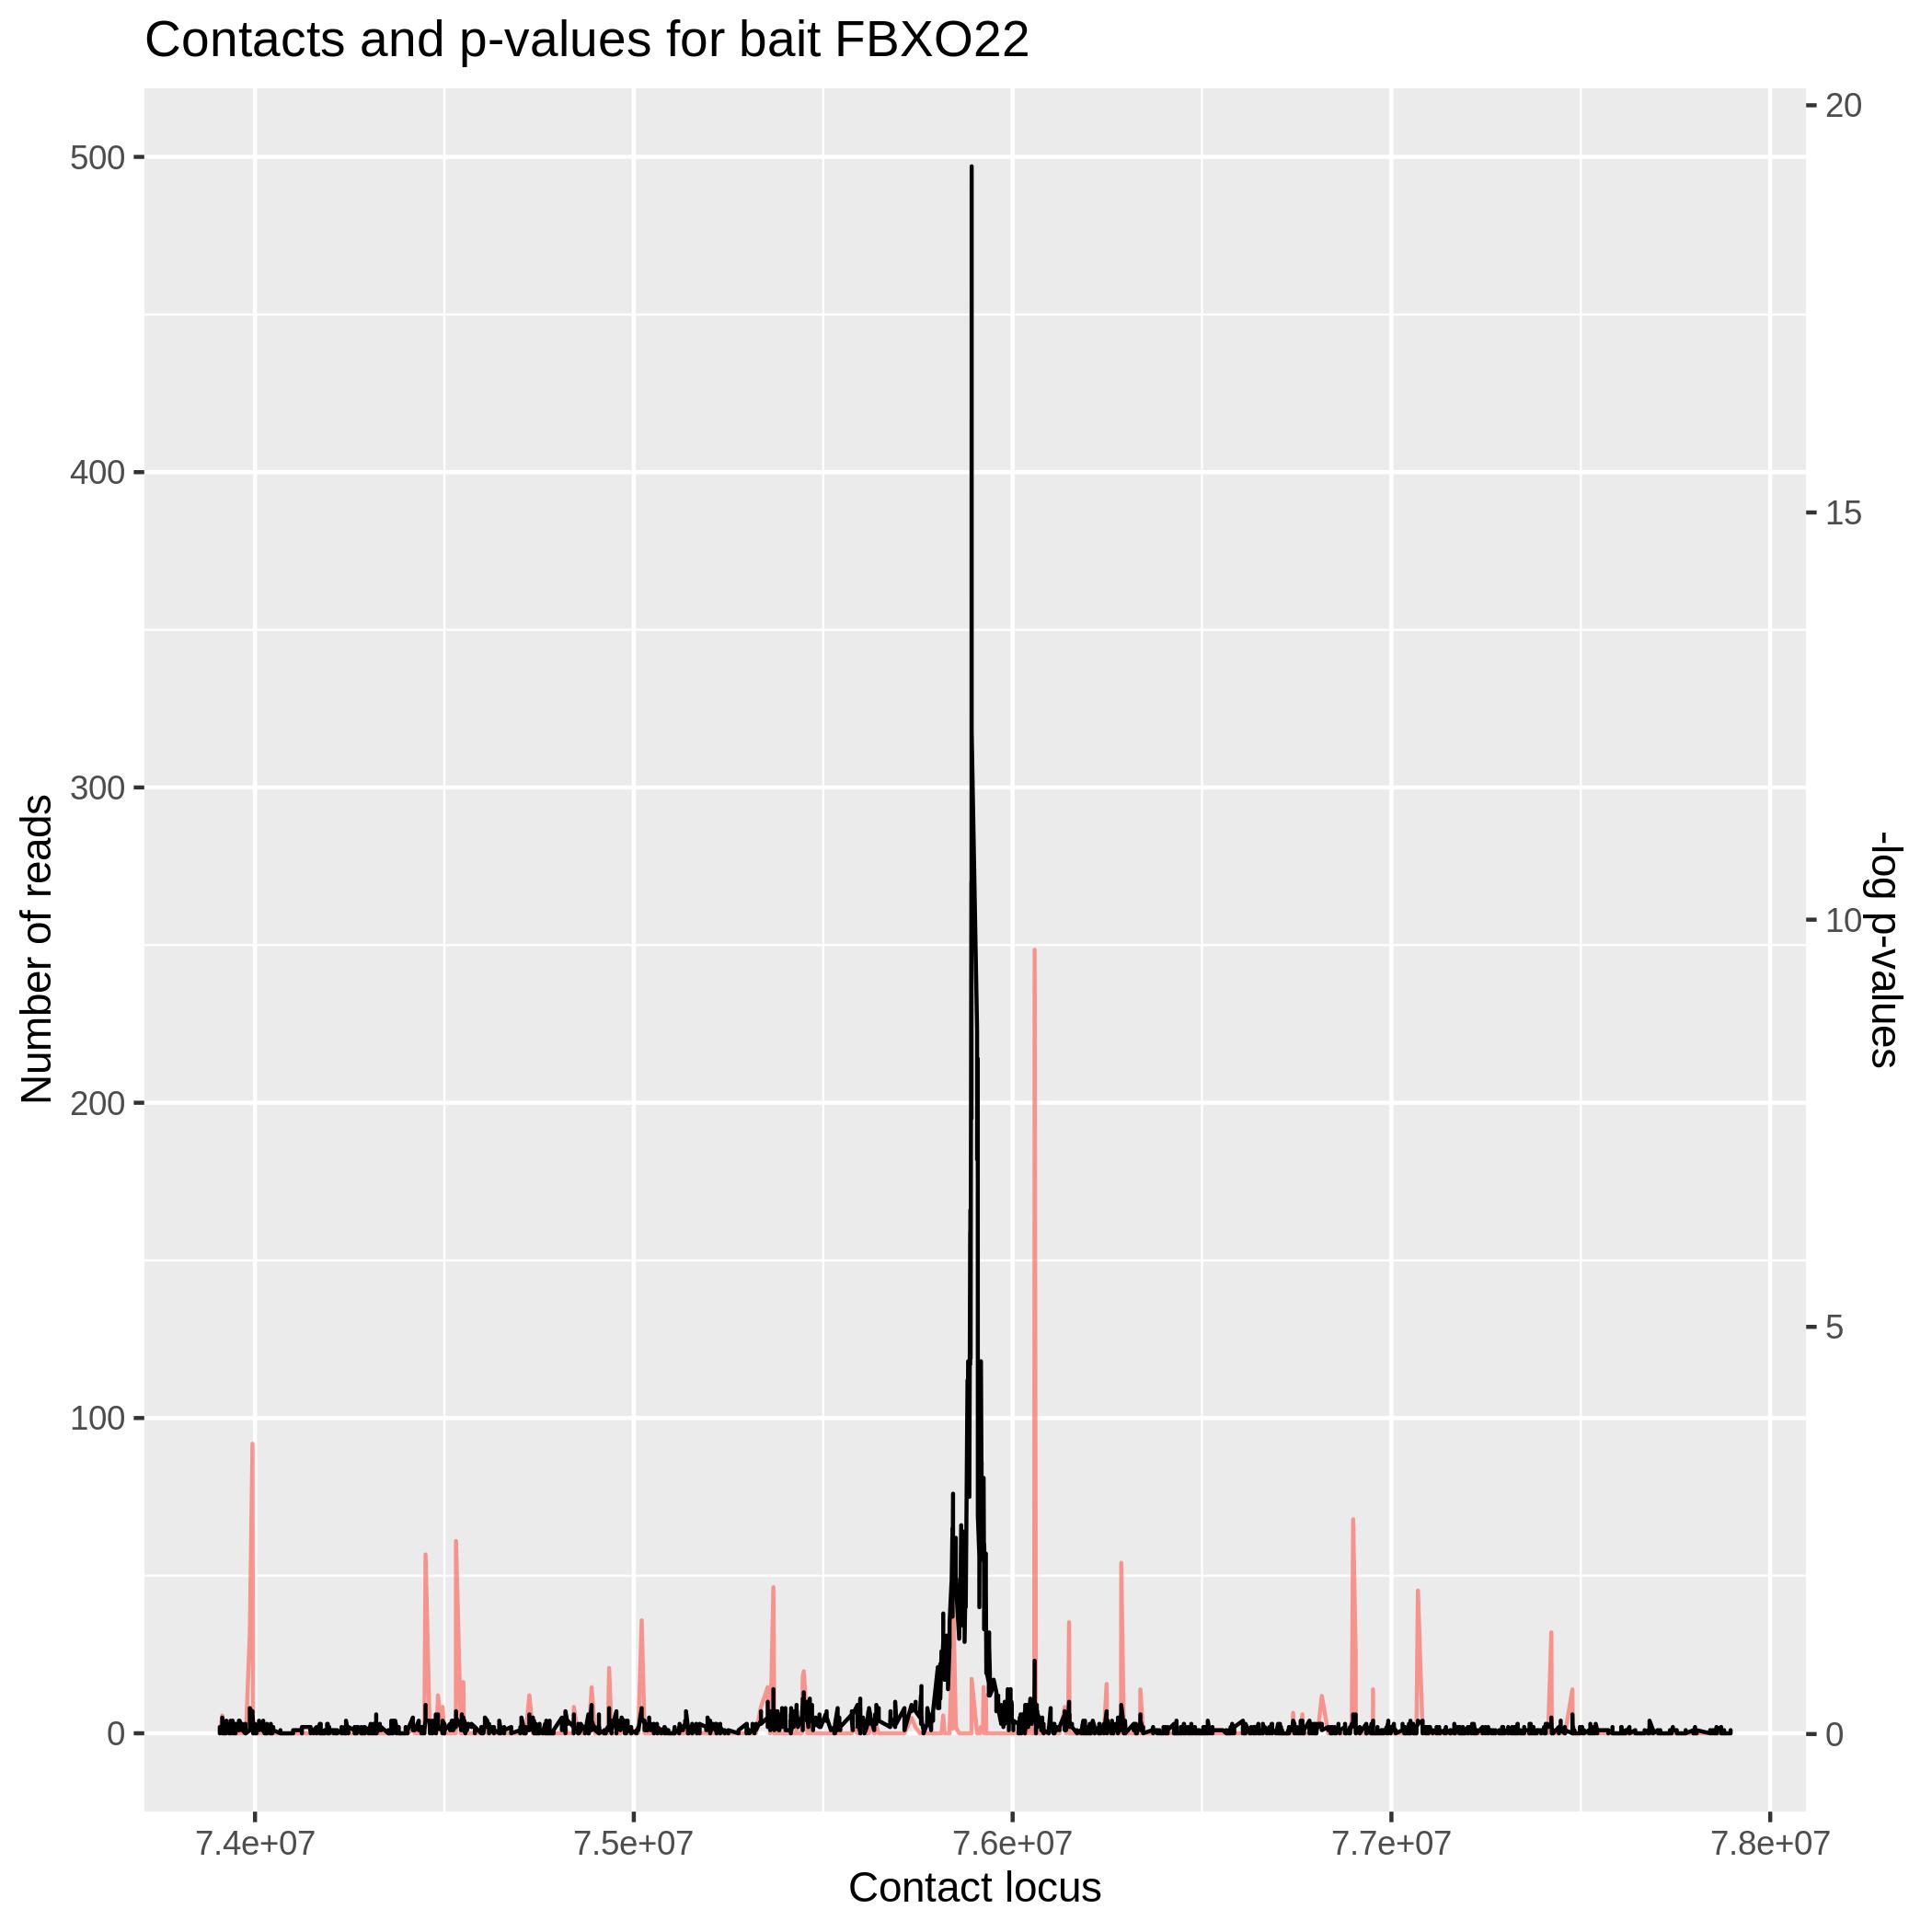 Contacts and p-values for bait FBXO22
Number of reads
500
400
300
200
100
0
20
15
10
5
0
-log p-values
7.4e+07 7.5e+07 7.6e+07 7.7e+07 7.8e+07
Contact locus